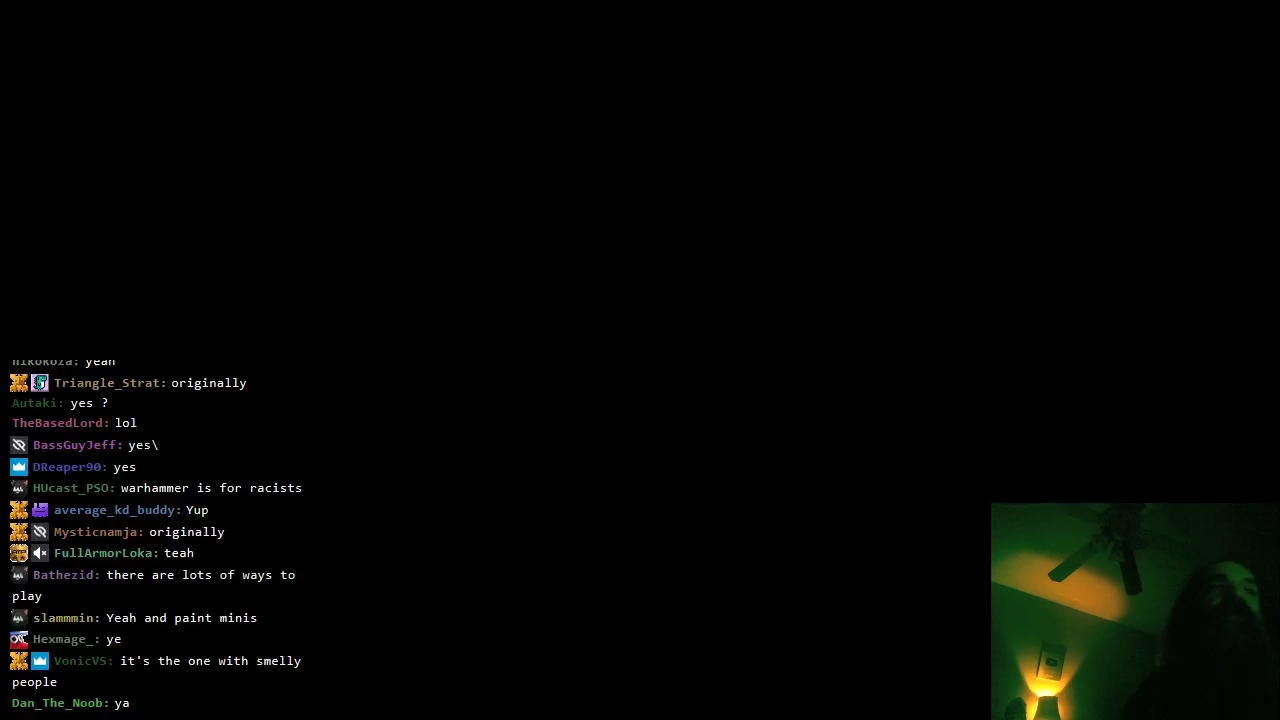 nikokoza: yeah
Triangle_Strat: originally
Autaki: yes ?
TheBasedLord: lol
BassGuyJeff: yes\
DReaper90: yes
HUcast_PSO: warhammer is for racists
average_kd_buddy: Yup
Mysticnamja: originally
FullArmorLoka: teah
Bathezid: there are lots of ways to
play
slammmin: Yeah and paint minis
Hexmage_: ye
VonicVS: it's the one with smelly
people
Dan_The_Noob: ya